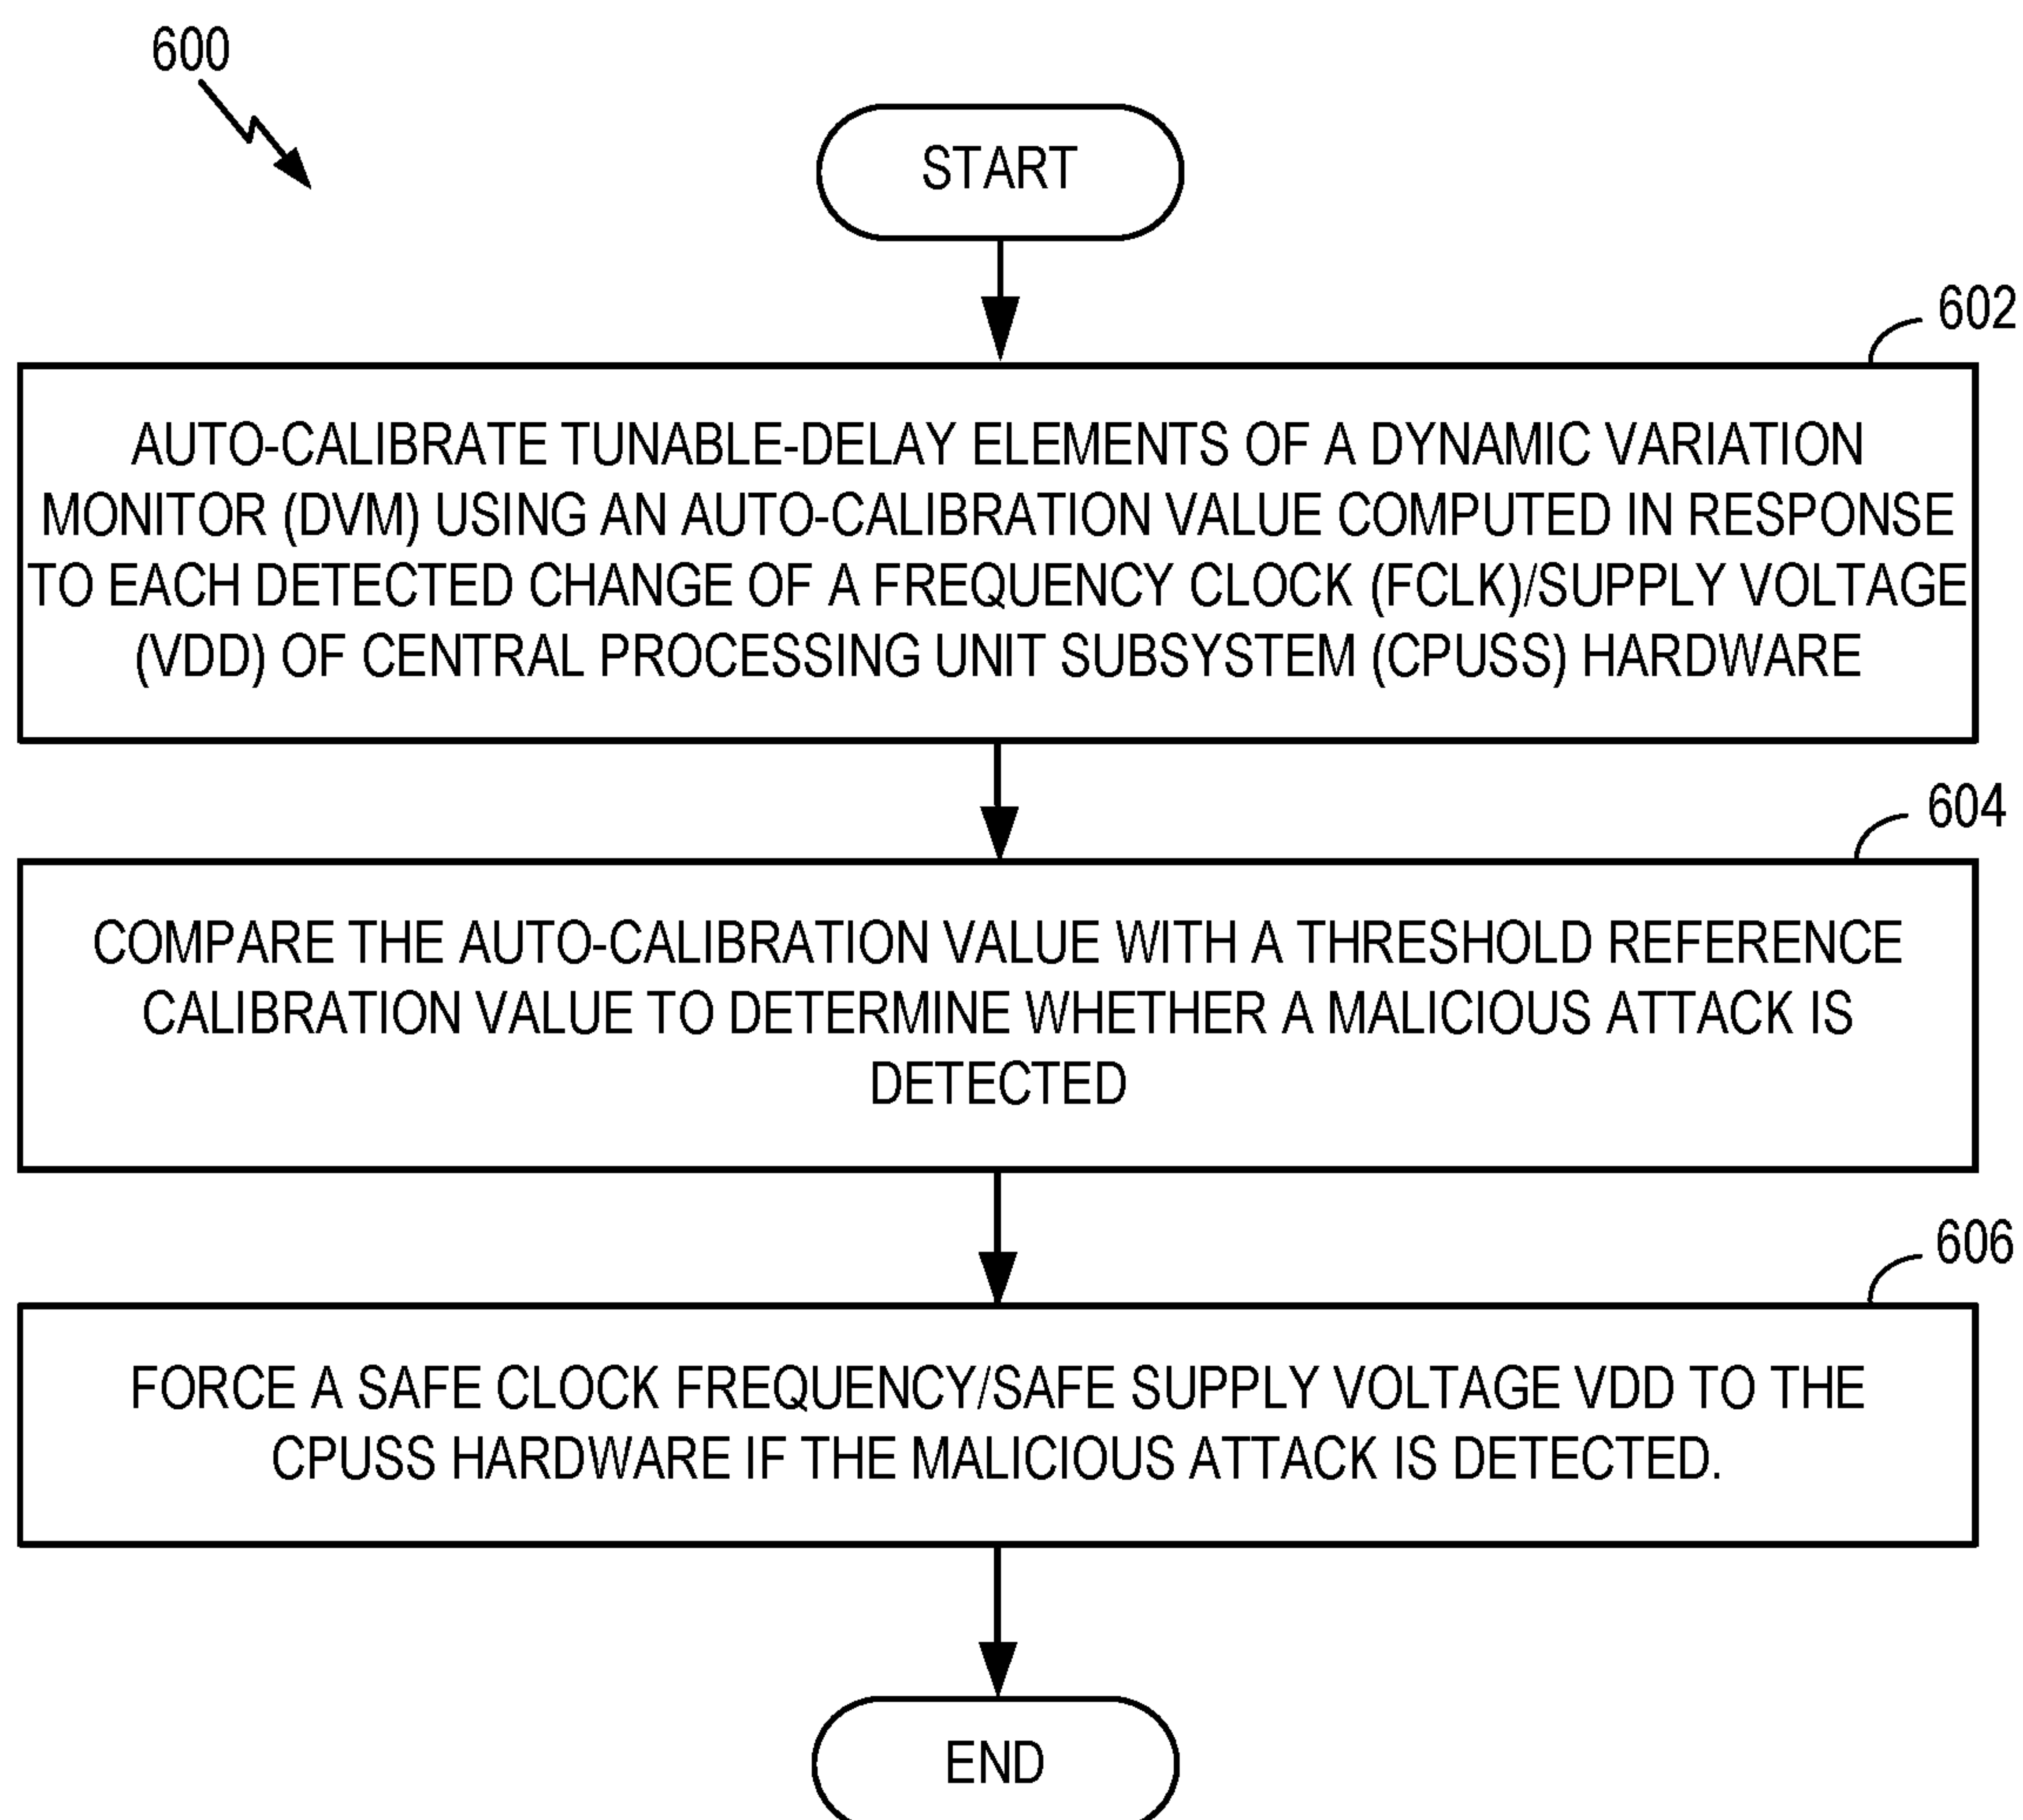 600
START
602
AUTO-CALIBRATE TUNABLE-DELAY ELEMENTS OF A DYNAMIC VARIATION
MONITOR (DVM) USING AN AUTO-CALIBRATION VALUE COMPUTED IN RESPONSE
TO EACH DETECTED CHANGE OF A FREQUENCY CLOCK (FCLK)/SUPPLY VOLTAGE
(VDD) OF CENTRAL PROCESSING UNIT SUBSYSTEM (CPUSS) HARDWARE
604
COMPARE THE AUTO-CALIBRATION VALUE WITH A THRESHOLD REFERENCE
CALIBRATION VALUE TO DETERMINE WHETHER A MALICIOUS ATTACK IS
DETECTED
606
FORCE A SAFE CLOCK FREQUENCY/SAFE SUPPLY VOLTAGE VDD TO THE
CPUSS HARDWARE IF THE MALICIOUS ATTACK IS DETECTED.
END